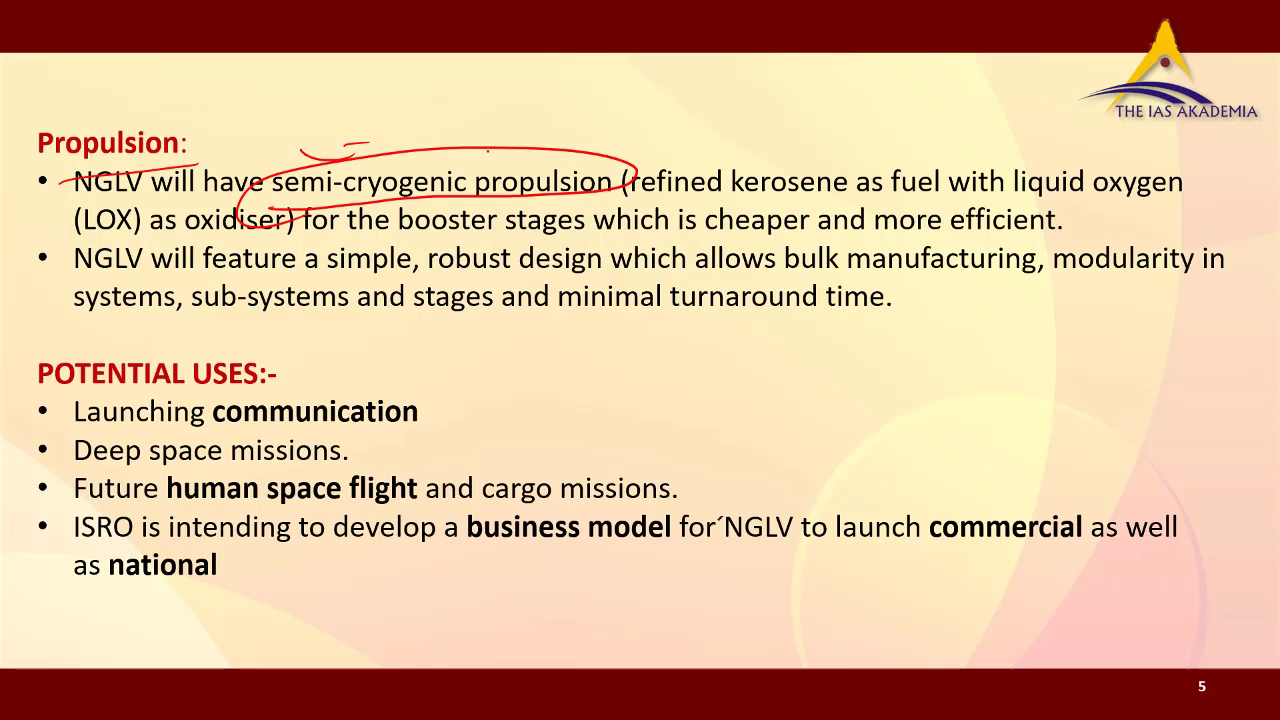 THE IAS AKADEMIA
Propulsion:
• NGLV will have semi-cryogenic propulsion (refined kerosene as fuel with liquid oxygen
(LOX) as oxidiser) for the booster stages which is cheaper and more efficient.
• NGLV will feature a simple, robust design which allows bulk manufacturing, modularity in
systems, sub-systems and stages and minimal turnaround time.
POTENTIAL USES:-
• Launching communication
• Deep space missions.
• Future human space flight and cargo missions.
• ISRO is intending to develop a business model for´NGLV to launch commercial as well
as national
5